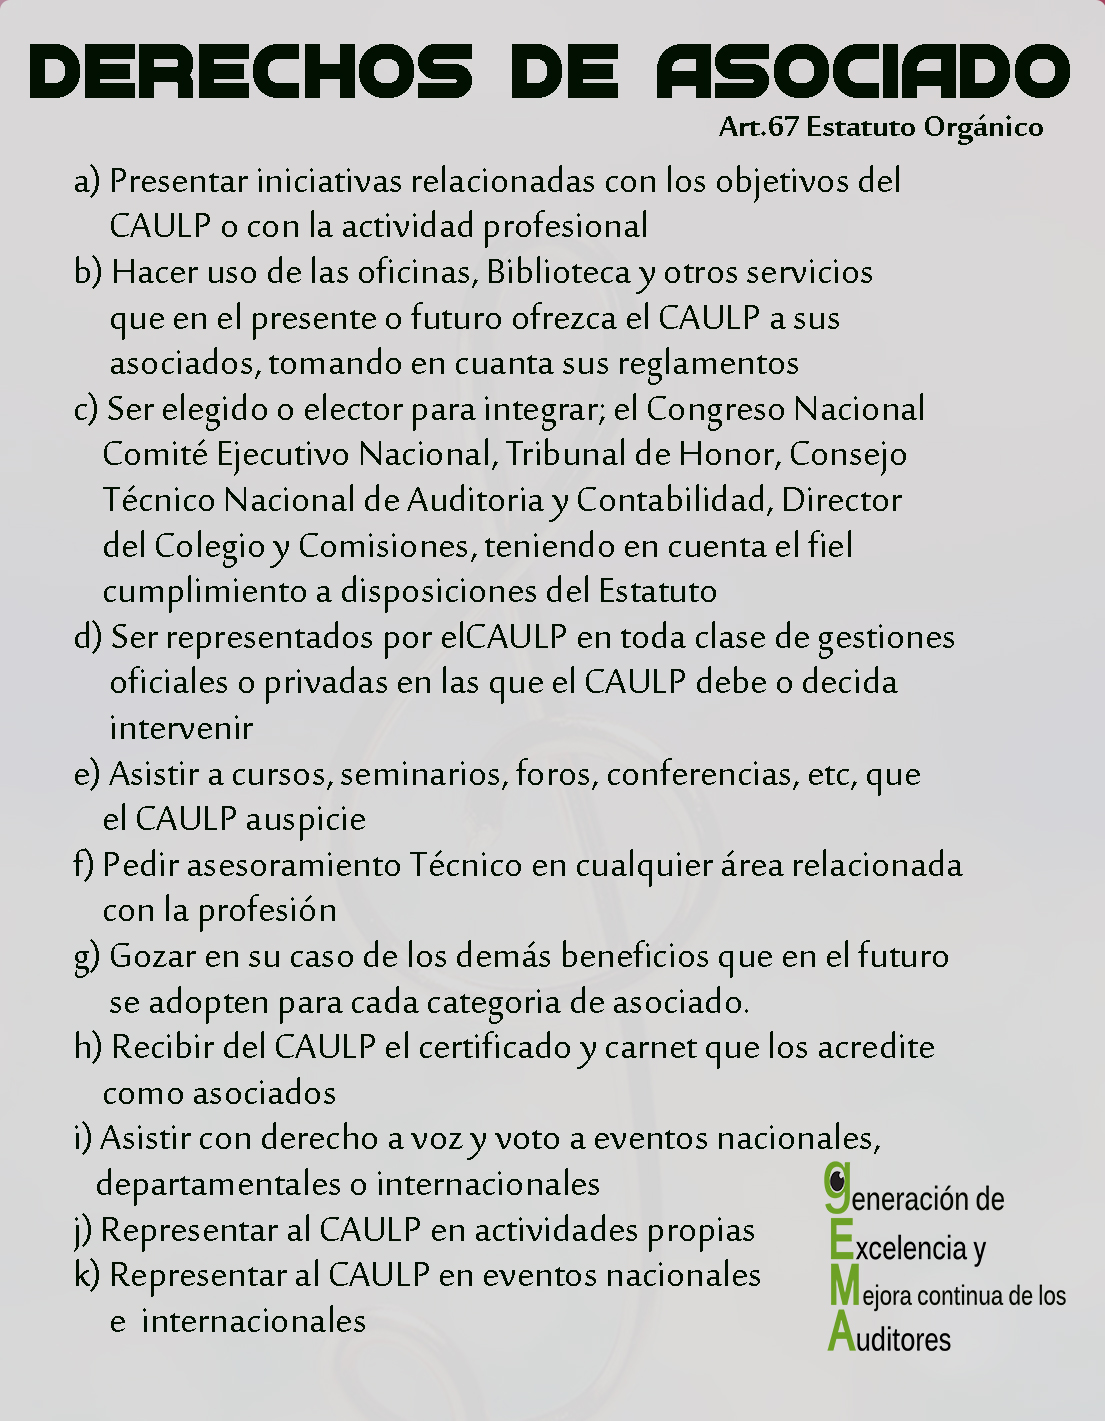 DERECHOS DE ASOCIADO
Art.67 Estatuto Orgánico
a) Presentar iniciativas relacionadas con los objetivos del
CAULP o con la actividad profesional
b) Hacer uso de las oficinas, Biblioteca y otros servicios
que en el presente o futuro ofrezca el CAULP a sus
asociados, tomando en cuanta sus reglamentos
c) Ser elegido o elector para integrar; el Congreso Nacional
Comité Ejecutivo Nacional, Tribunal de Honor, Consejo
Técnico Nacional de Auditoria y Contabilidad, Director
del Colegio y Comisiones, teniendo en cuenta el fiel
cumplimiento a disposiciones del Estatuto
d) Ser representados por elCAULP en toda clase de gestiones
oficiales o privadas en las que el CAULP debe o decida
intervenir
e) Asistir a cursos, seminarios, foros, conferencias, etc, que
el CAULP auspicie
f) Pedir asesoramiento Técnico en cualquier área relacionada
con la profesión
g) Gozar en su caso de los demás beneficios que en el futuro
se adopten para cada categoria de asociado.
h) Recibir del CAULP el certificado y carnet que los acredite
como asociados
i) Asistir con derecho a voz y voto a eventos nacionales,
departamentales o internacionales
j) Representar al CAULP en actividades propias
k) Representar al CAULP en eventos nacionales
e internacionales
generación de
Excelencia y
Mejora continua de los
Auditores